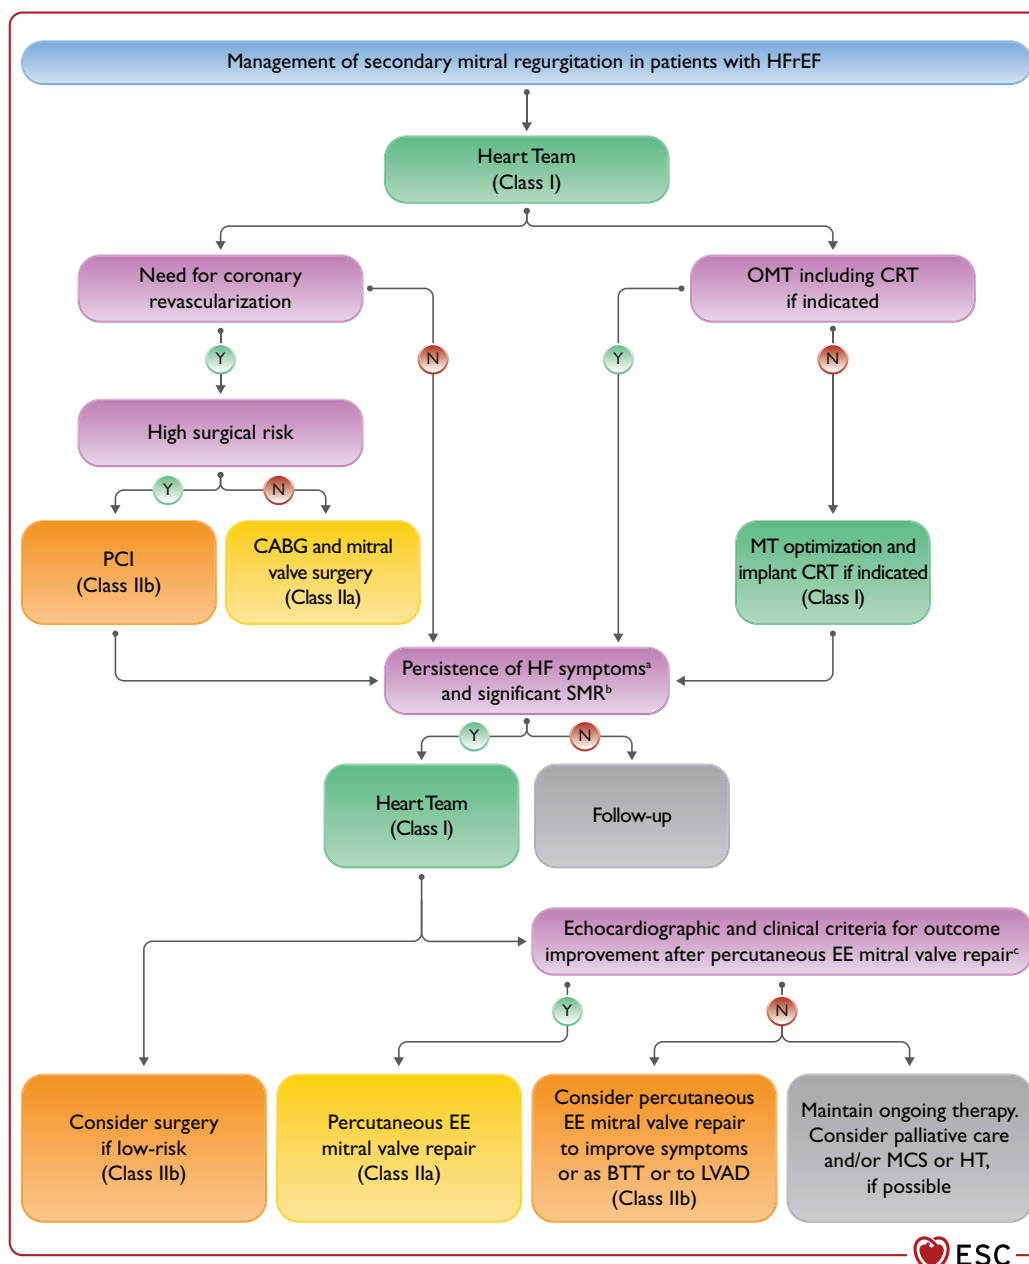 Management of secondary mitral regurgitation in patients with HFrEF
Heart Team
(Class I)
Need for coronary
revascularization
OMT including CRT
if indicated
Y
N
Y
N
High surgical risk
Y
N
PCI
(Class IIb)
CABG and mitral
valve surgery
(Class IIa)
MT optimization and
implant CRT if indicated
(Class I)
Persistence of HF symptomsᵃ
and significant SMRᵇ
Y
N
Heart Team
(Class I)
Follow-up
Echocardiographic and clinical criteria for outcome
improvement after percutaneous EE mitral valve repairᶜ
Y
N
Consider surgery
if low-risk
(Class IIb)
Percutaneous EE
mitral valve repair
(Class IIa)
Consider percutaneous
EE mitral valve repair
to improve symptoms
or as BTT or to LVAD
(Class IIb)
Maintain ongoing therapy.
Consider palliative care
and/or MCS or HT,
if possible
ESC